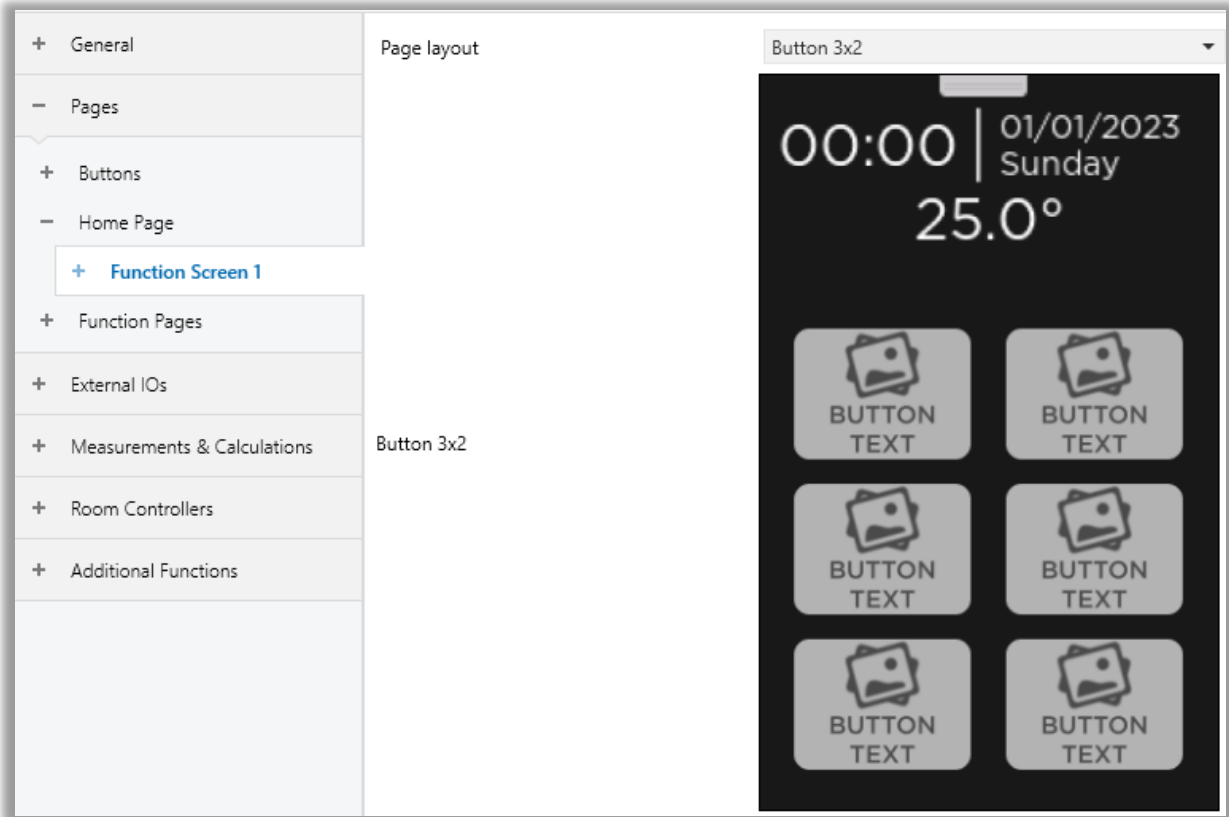 General
Pages
Buttons
Home Page
Function Screen 1
Function Pages
External IOs
Measurements & Calculations
Room Controllers
Additional Functions
Page layout
Button 3x2
00:00
01/01/2023
Sunday
25.0°
Button 3x2
BUTTON
TEXT
BUTTON
TEXT
BUTTON
TEXT
BUTTON
TEXT
BUTTON
TEXT
BUTTON
TEXT